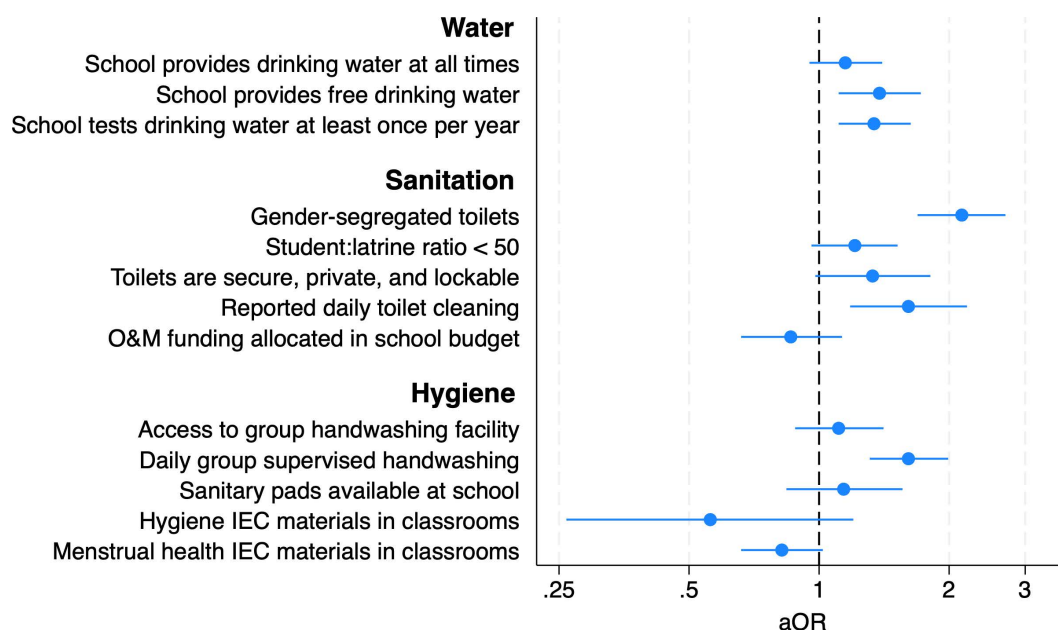 Water
School provides drinking water at all times
School provides free drinking water
School tests drinking water at least once per year
Sanitation
Gender-segregated toilets
Student:latrine ratio < 50
Toilets are secure, private, and lockable
Reported daily toilet cleaning
O&M funding allocated in school budget
Hygiene
Access to group handwashing facility
Daily group supervised handwashing
Sanitary pads available at school
Hygiene IEC materials in classrooms
Menstrual health IEC materials in classrooms
.25 .5 1 2 3
aOR